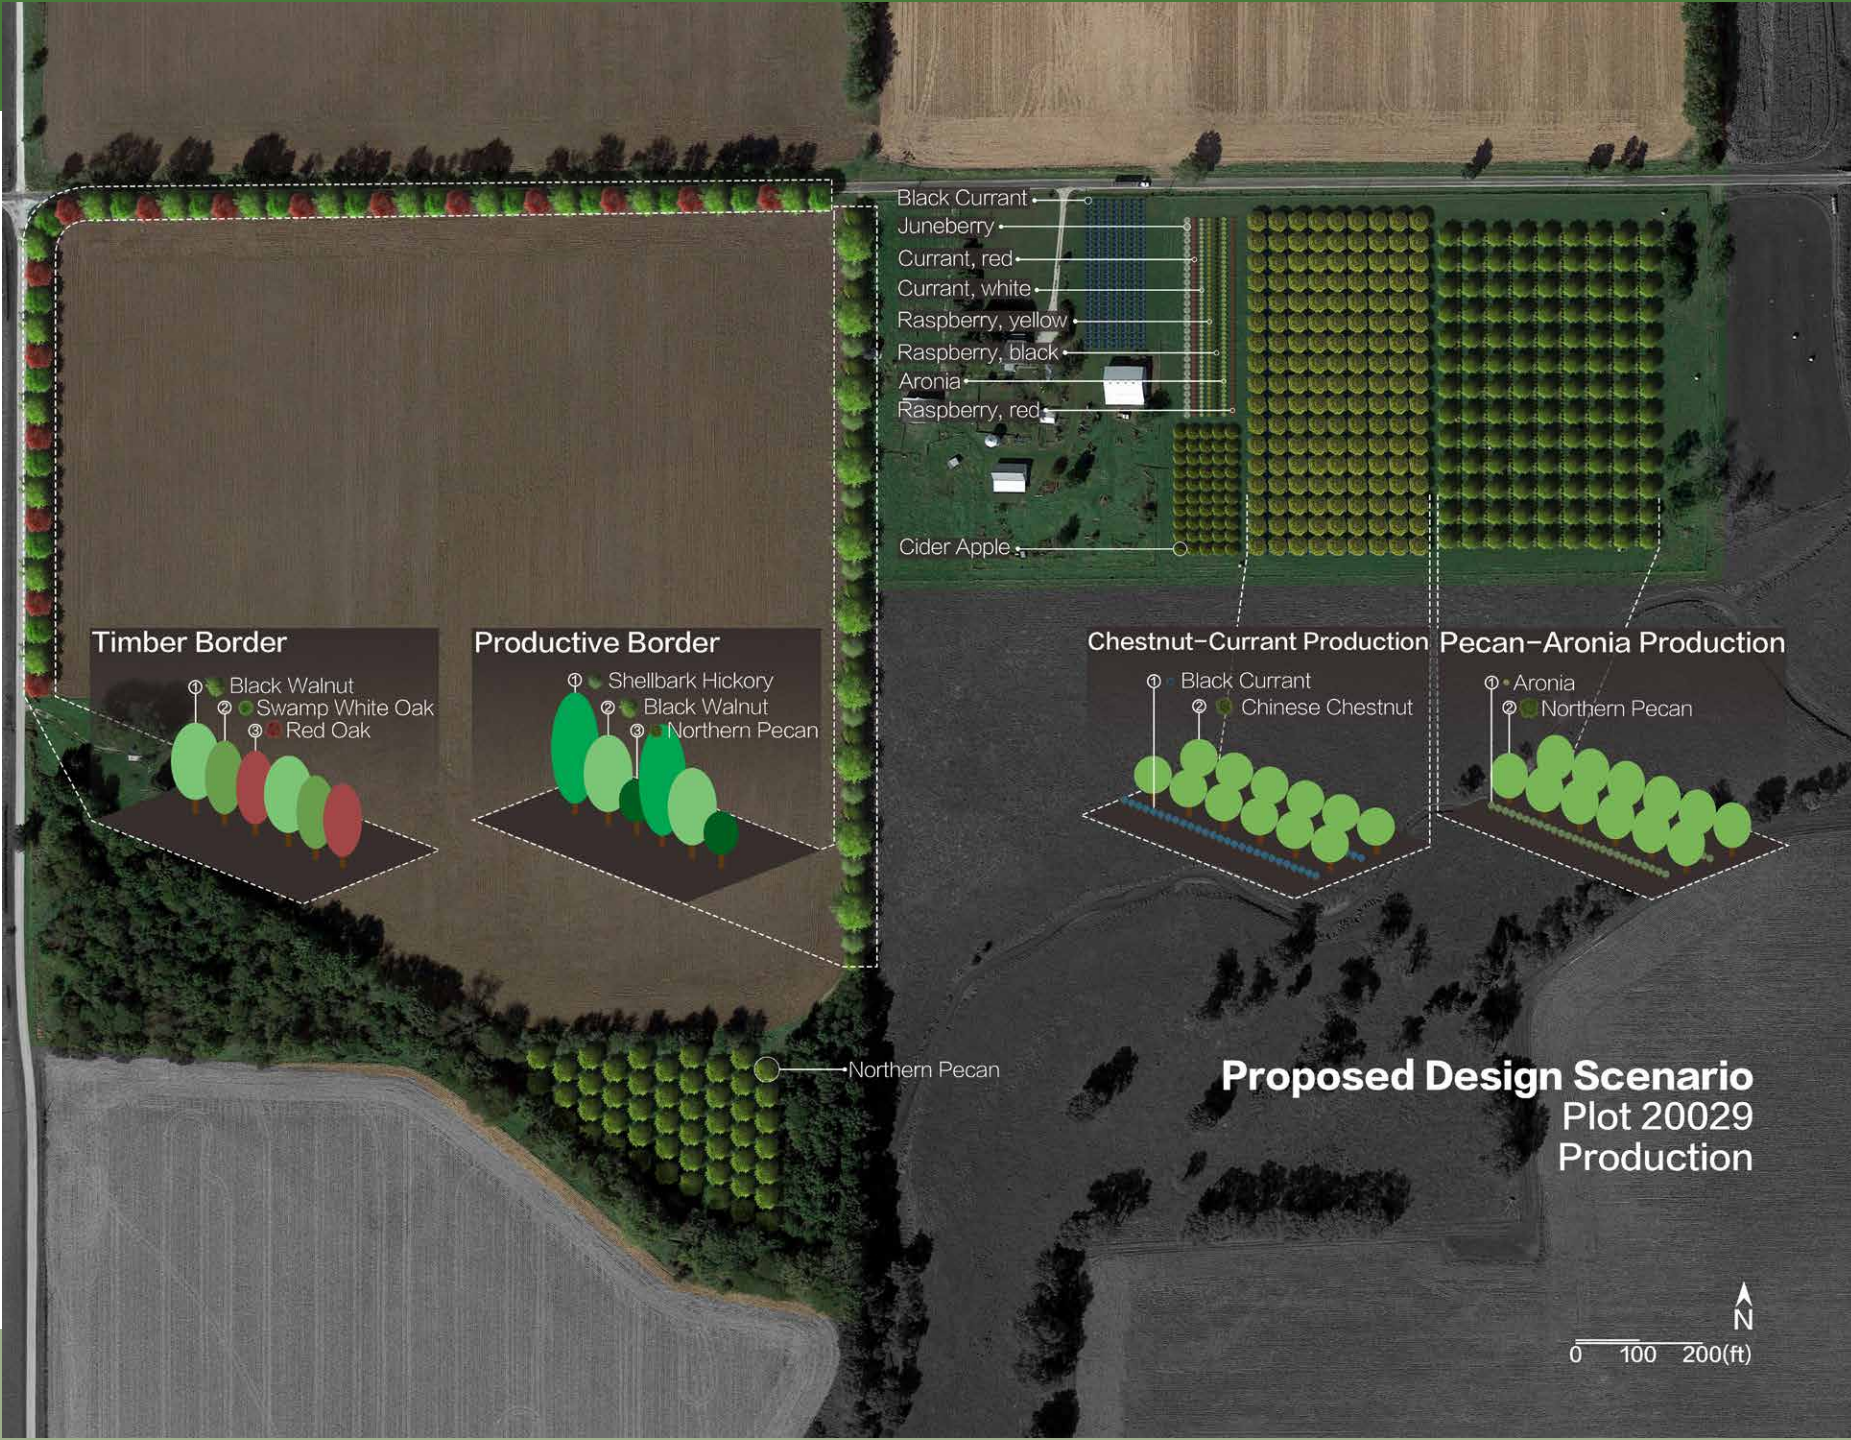 Black Currant
Juneberry
Currant, red
Currant, white
Raspberry, yellow
Raspberry, black
Aronia
Raspberry, red
Cider Apple
Timber Border
1 Black Walnut
2 Swamp White Oak
3 Red Oak
Productive Border
1 Shellbark Hickory
2 Black Walnut
3 Northern Pecan
Chestnut-Currant Production
1 Black Currant
2 Chinese Chestnut
Pecan-Aronia Production
1 Aronia
2 Northern Pecan
Northern Pecan
Proposed Design Scenario
Plot 20029
Production
N
0 100 200(ft)